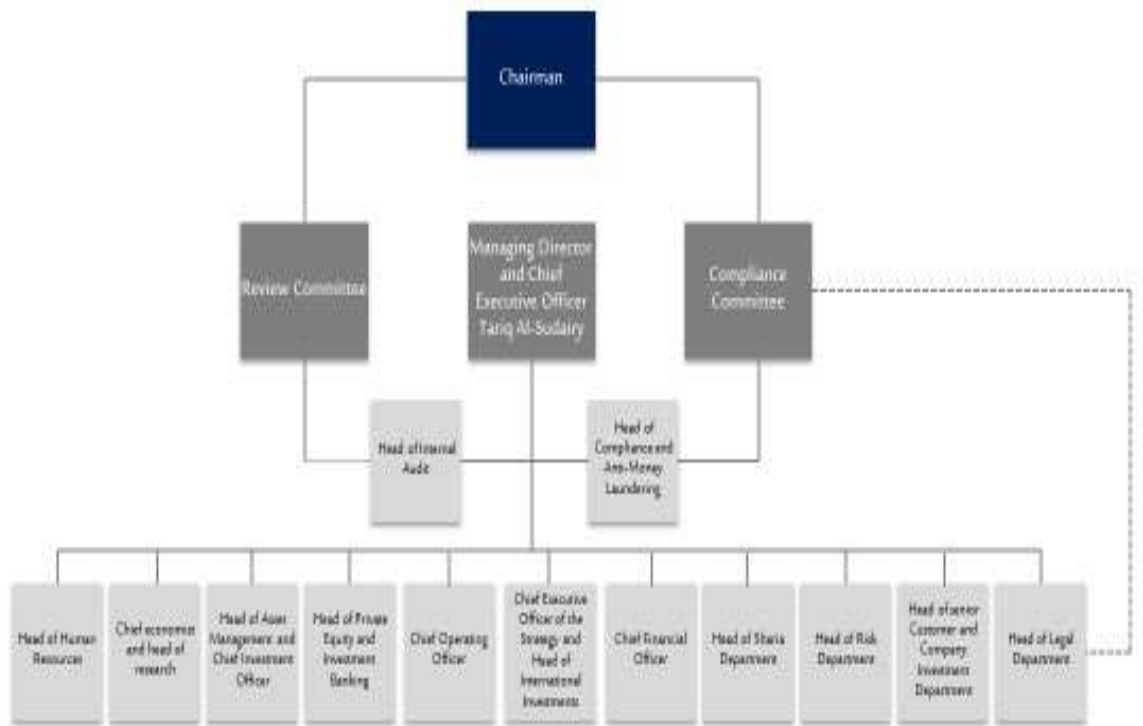 Chairman
Review Committee
Managing Director
and Chief
Executive Officer
Tariq Al-Sudairy
Compliance
Committee
Head of Internal
Audit
Head of
Compliance and
Anti-Money
Laundering
Head of Human
Resources
Chief economist
and head of
research
Head of Asset
Management and
Chief Investment
Officer
Head of Private
Equity and
Investment
Banking
Chief Operating
Officer
Chief Executive
Officer of the
Strategy and
Head of
International
Investments
Chief Financial
Officer
Head of Sharia
Department
Head of Risk
Department
Head of senior
Customer and
Company
Investment
Department
Head of Legal
Department